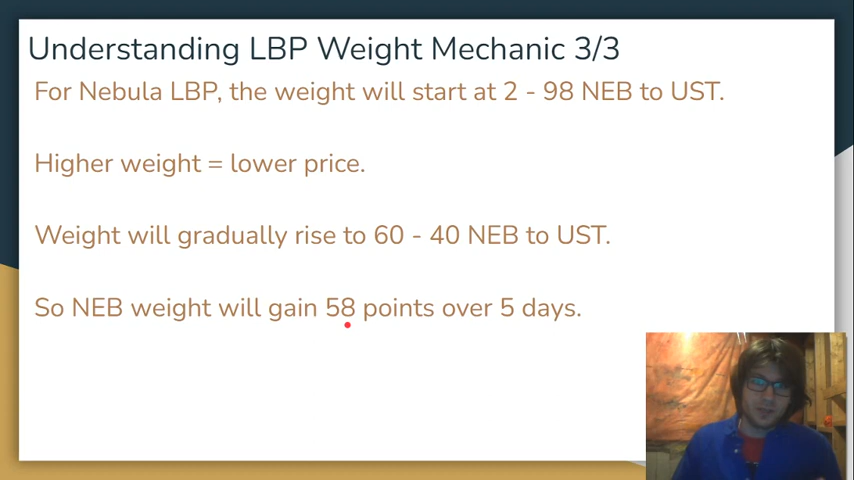 Understanding LBP Weight Mechanic 3/3
For Nebula LBP, the weight will start at 2 - 98 NEB to UST.
Higher weight = lower price.
Weight will gradually rise to 60 - 40 NEB to UST.
So NEB weight will gain 58 points over 5 days.